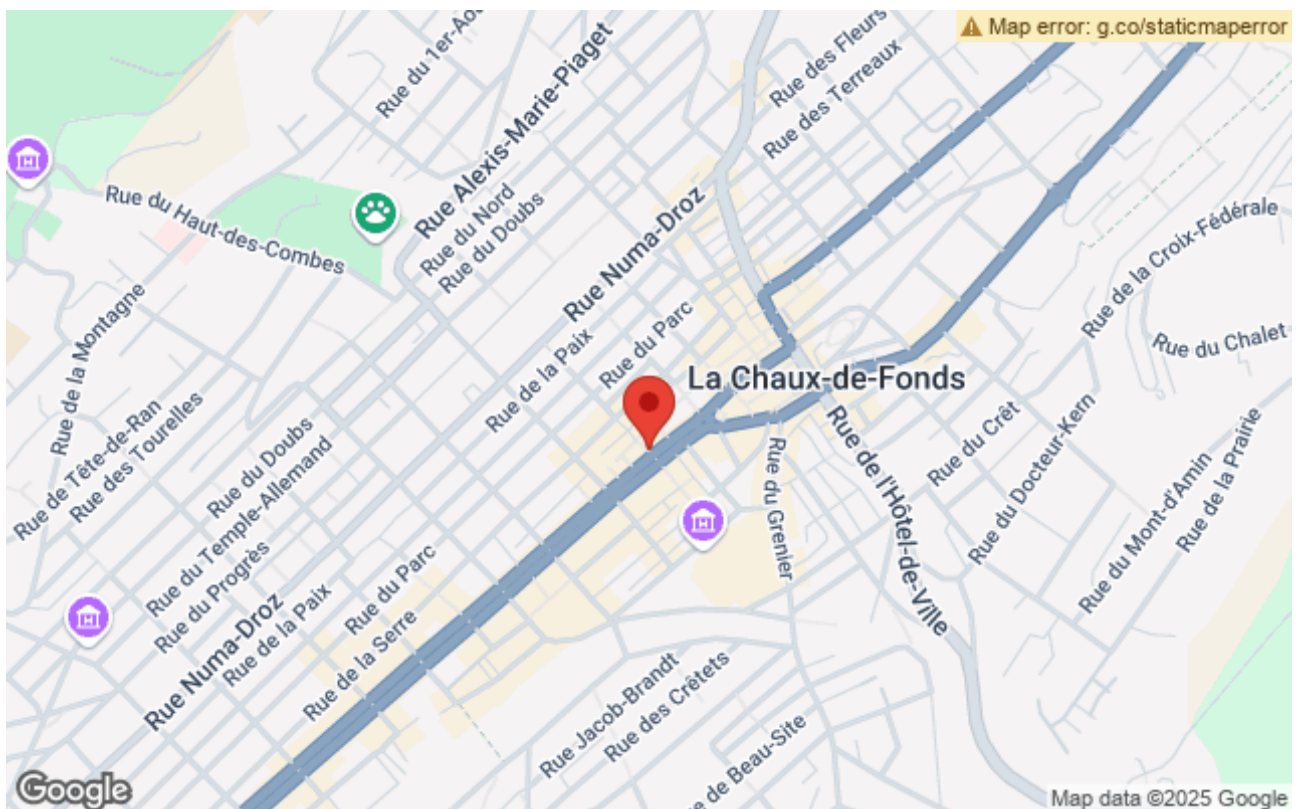 Map error: g.co/staticmaperror
Rue du 1er-Aoû
Rue Alexis-Marie-Piaget
Rue des Fleurs
Rue des Terreaux
Rue du Haut-des-Combes
Rue du Nord
Rue du Doubs
Rue Numa-Droz
Rue de la Croix-Fédérale
Rue de la Montagne
Rue de la Paix
Rue du Parc
Rue du Chalet
La Chaux-de-Fonds
Rue de Tête-de-Ran
Rue des Tourelles
Rue du Doubs
Rue du Temple-Allemand
Rue du Progrès
Rue Numa-Droz
Rue de la Paix
Rue du Parc
Rue de la Serre
Rue du Grenier
Rue de l'Hôtel-de-Ville
Rue du Crêt
Rue du Docteur-Kern
Rue du Mont-d'Amin
Rue de la Prairie
Rue Jacob-Brandt
Rue des Crêtets
e de Beau-Site
Google
Map data ©2025 Google